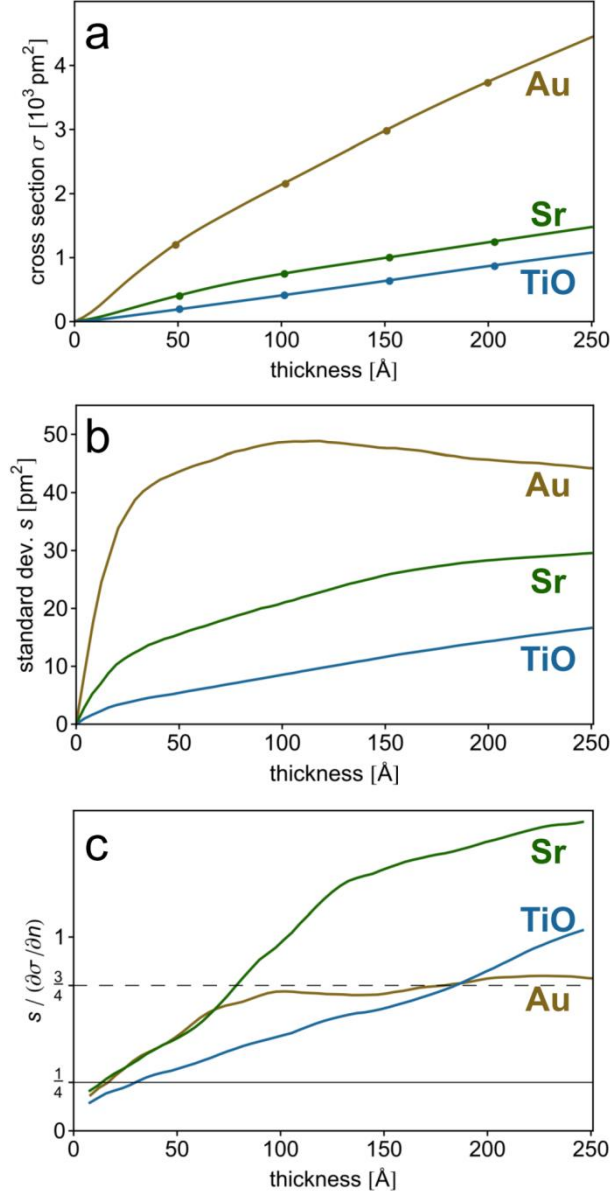 a
cross section σ [10³ pm²]
4
3
2
1
0
Au
Sr
TiO
0 50 100 150 200 250
thickness [Å]
b
standard dev. s [pm²]
50
40
30
20
10
0
Au
Sr
TiO
0 50 100 150 200 250
thickness [Å]
c
s / (∂σ/∂n)
Sr
TiO
1
3/4
Au
1/4
0
0 50 100 150 200 250
thickness [Å]